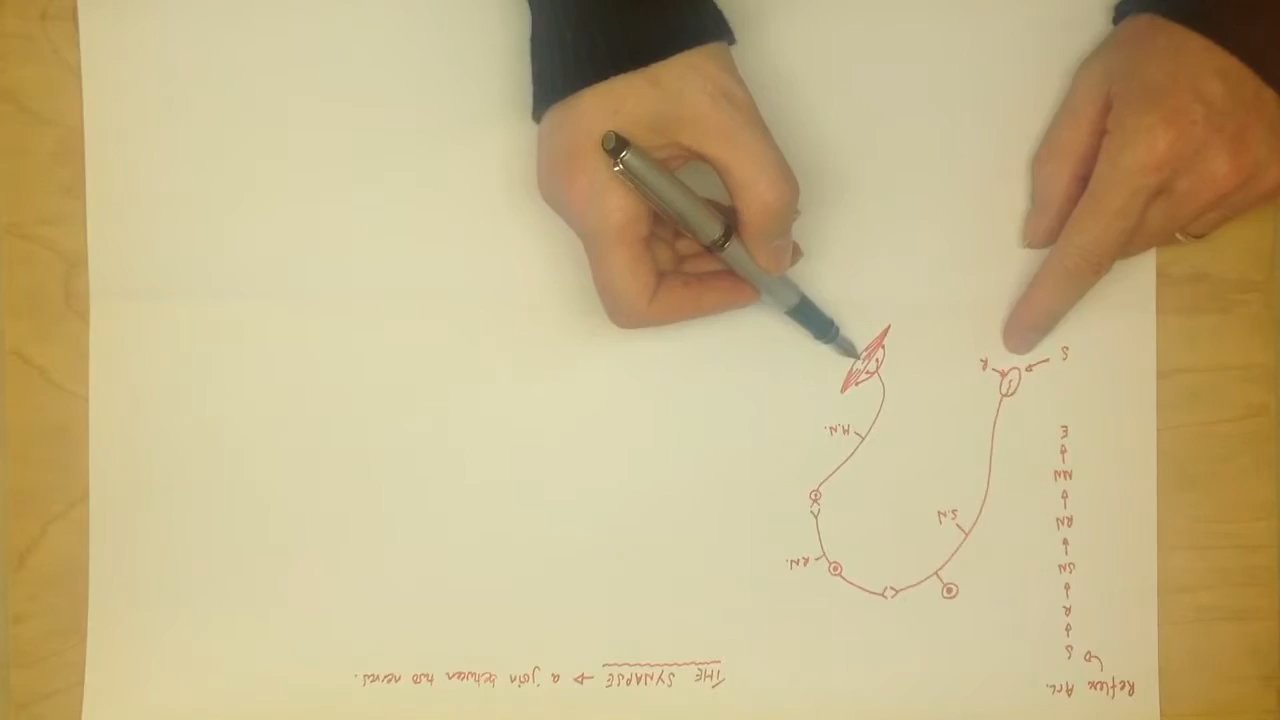 Reflex Arc.
S → R → SN → RN → MN → E
THE SYNAPSE → a join between two nerves.
S
R
S.N
R.N.
M.N.